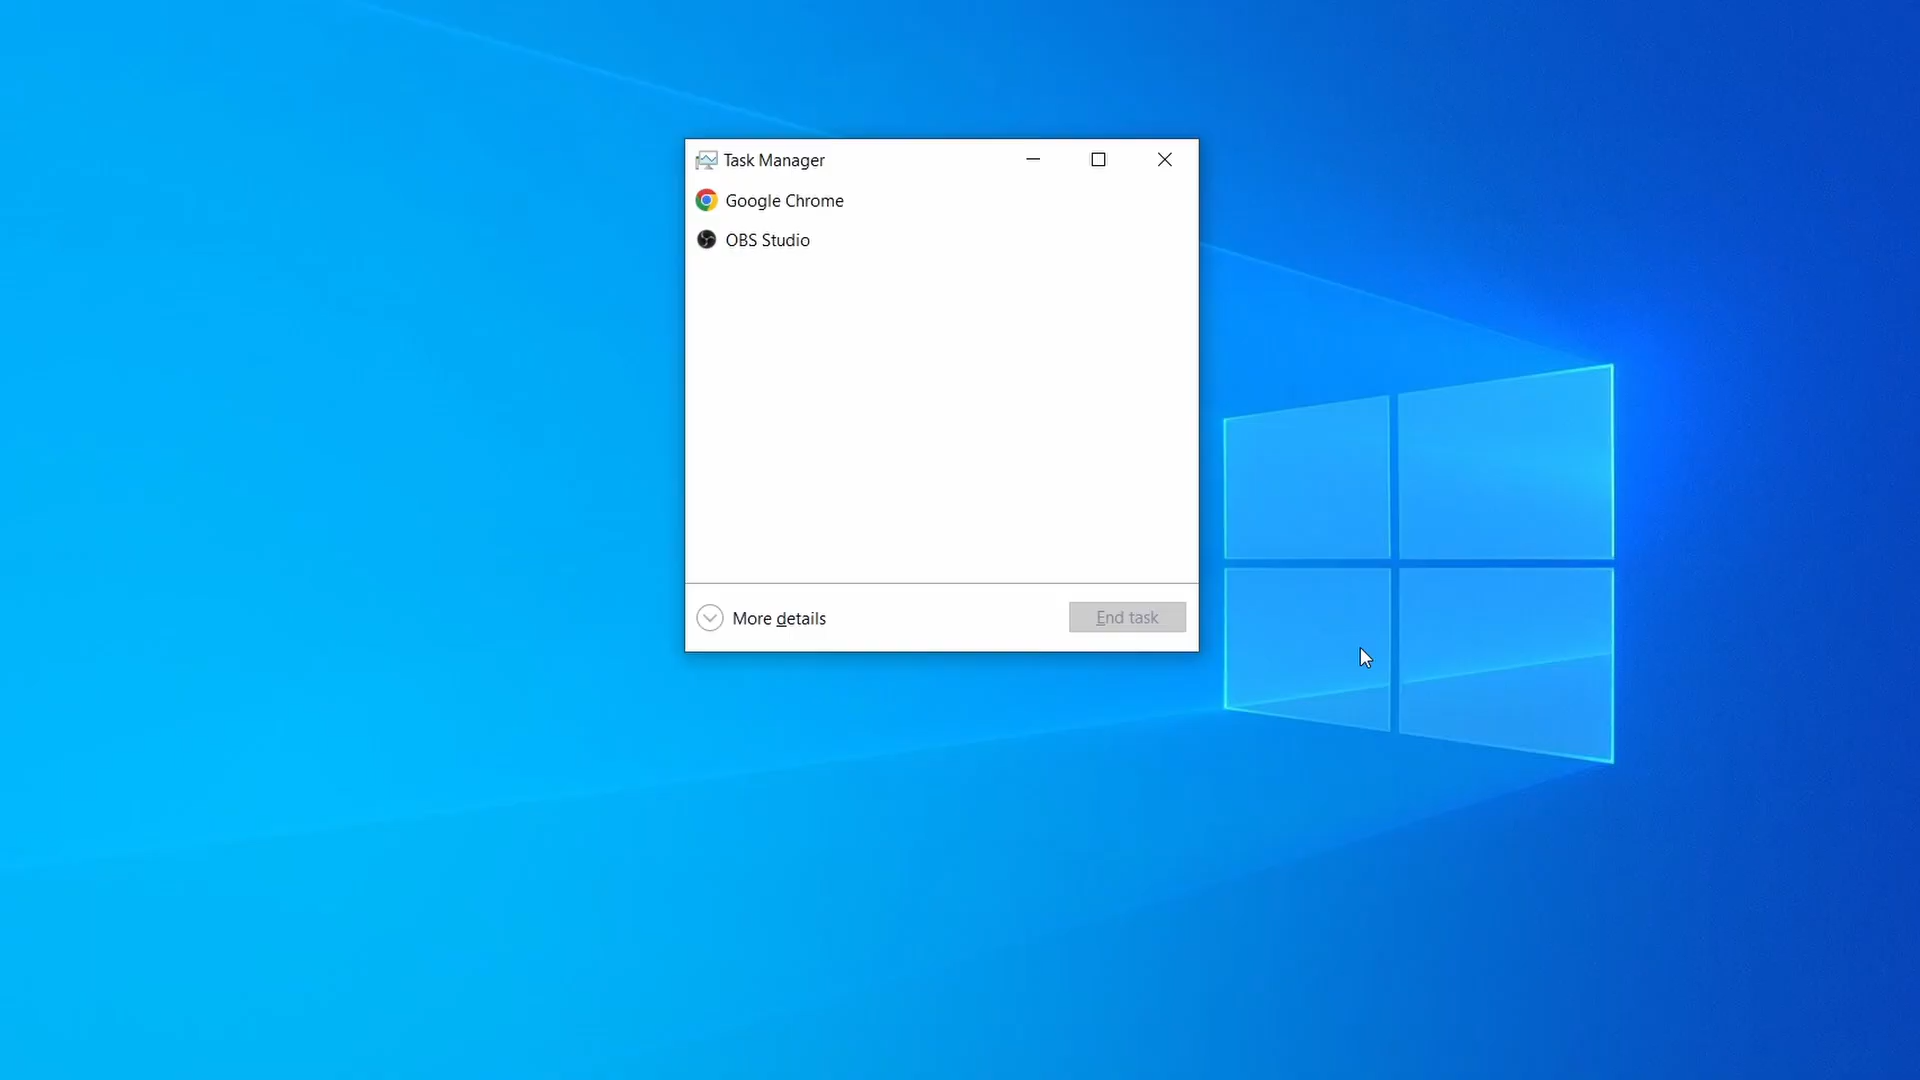 Task Manager
Google Chrome
OBS Studio
More details
End task